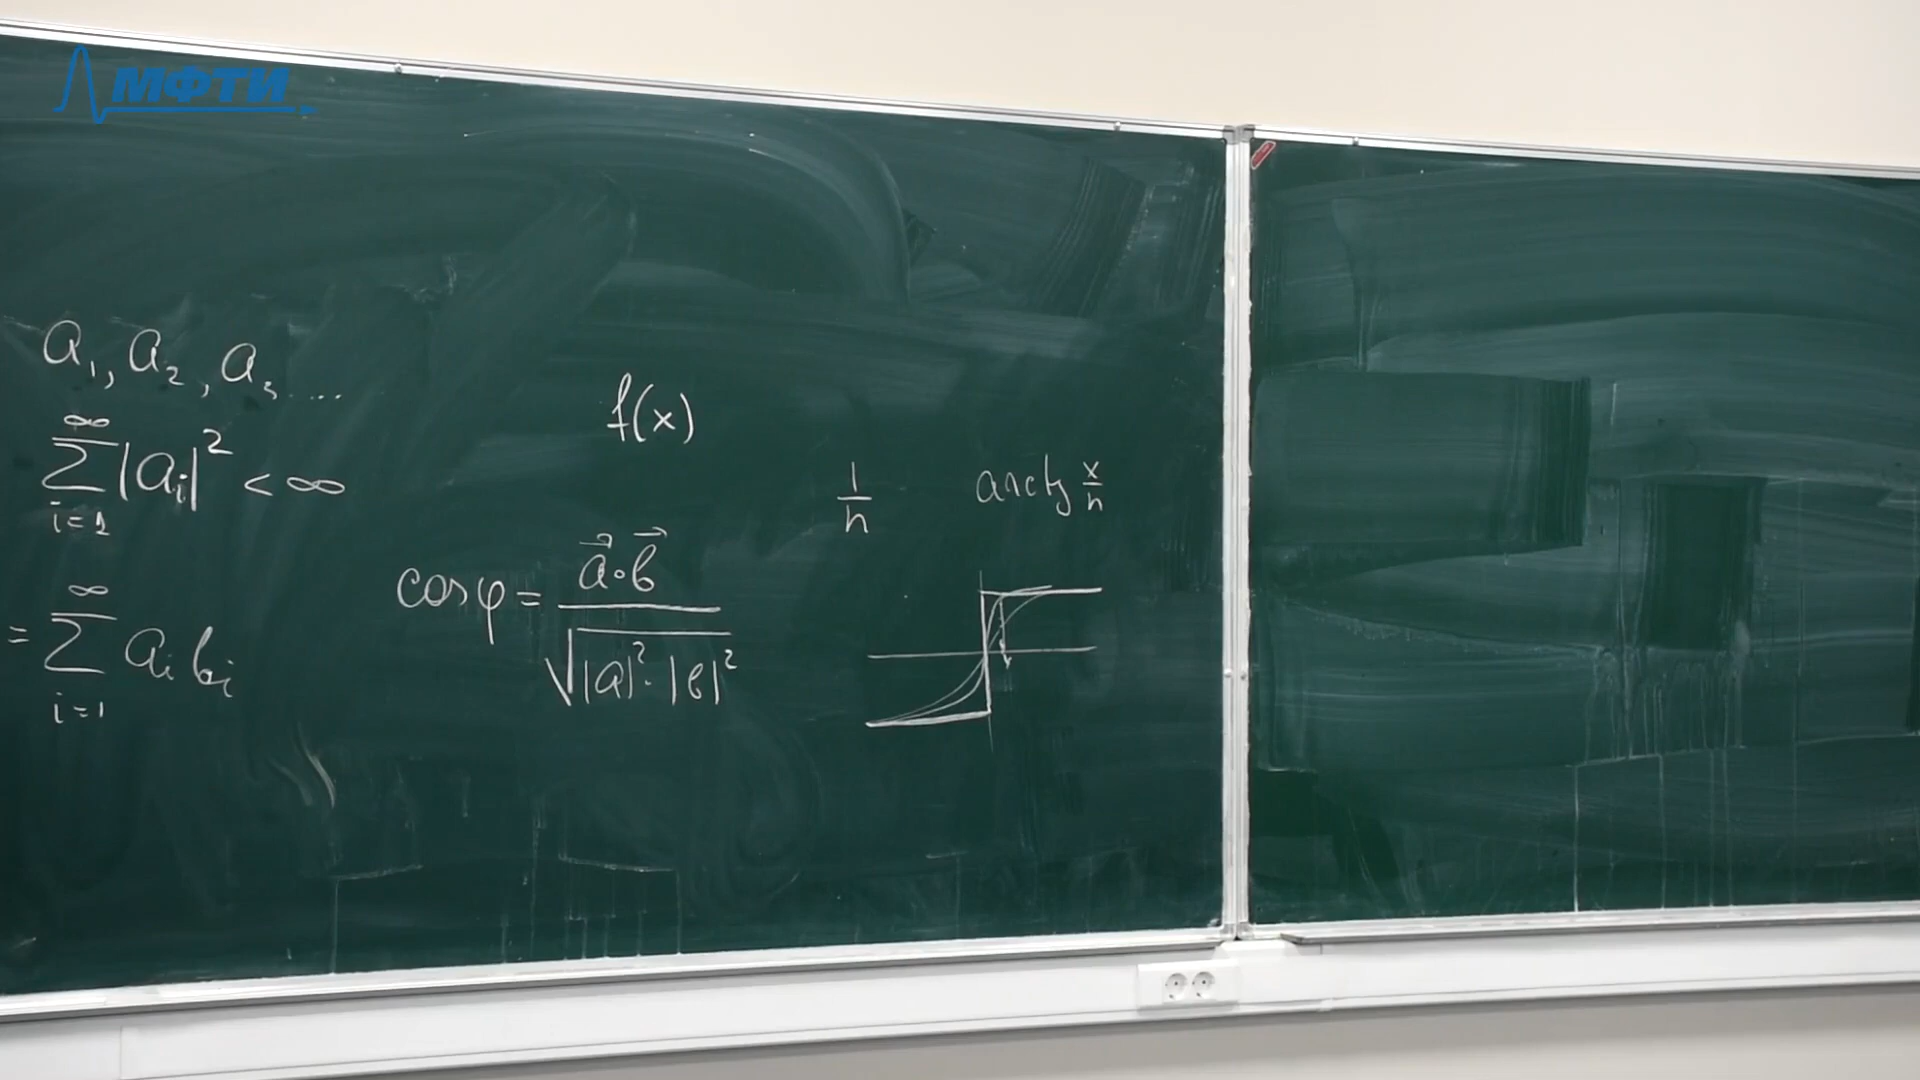 МФТИ
a₁, a₂, a₃ ....
∞
∑ |aᵢ|² < ∞
i=1
∞
= ∑ aᵢ bᵢ
i=1
f(x)
cos φ = a⃗·b⃗ / √|a|²·|b|²
1/n
arctg x/n